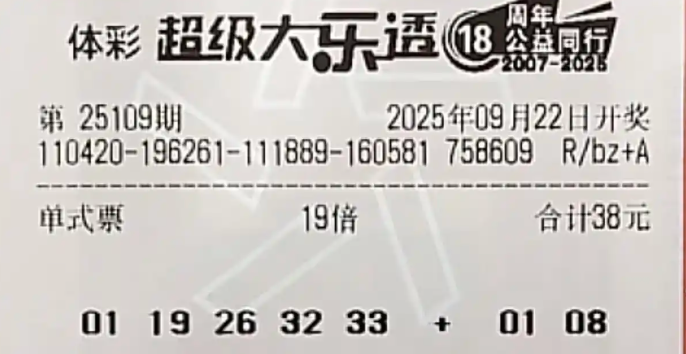 体彩 超级大乐透 18 周年
公益同行
2007-2025
第 25109期 2025年09月22日开奖
110420-196261-111889-160581 758609 R/bz+A
单式票 19倍 合计38元
01 19 26 32 33 + 01 08